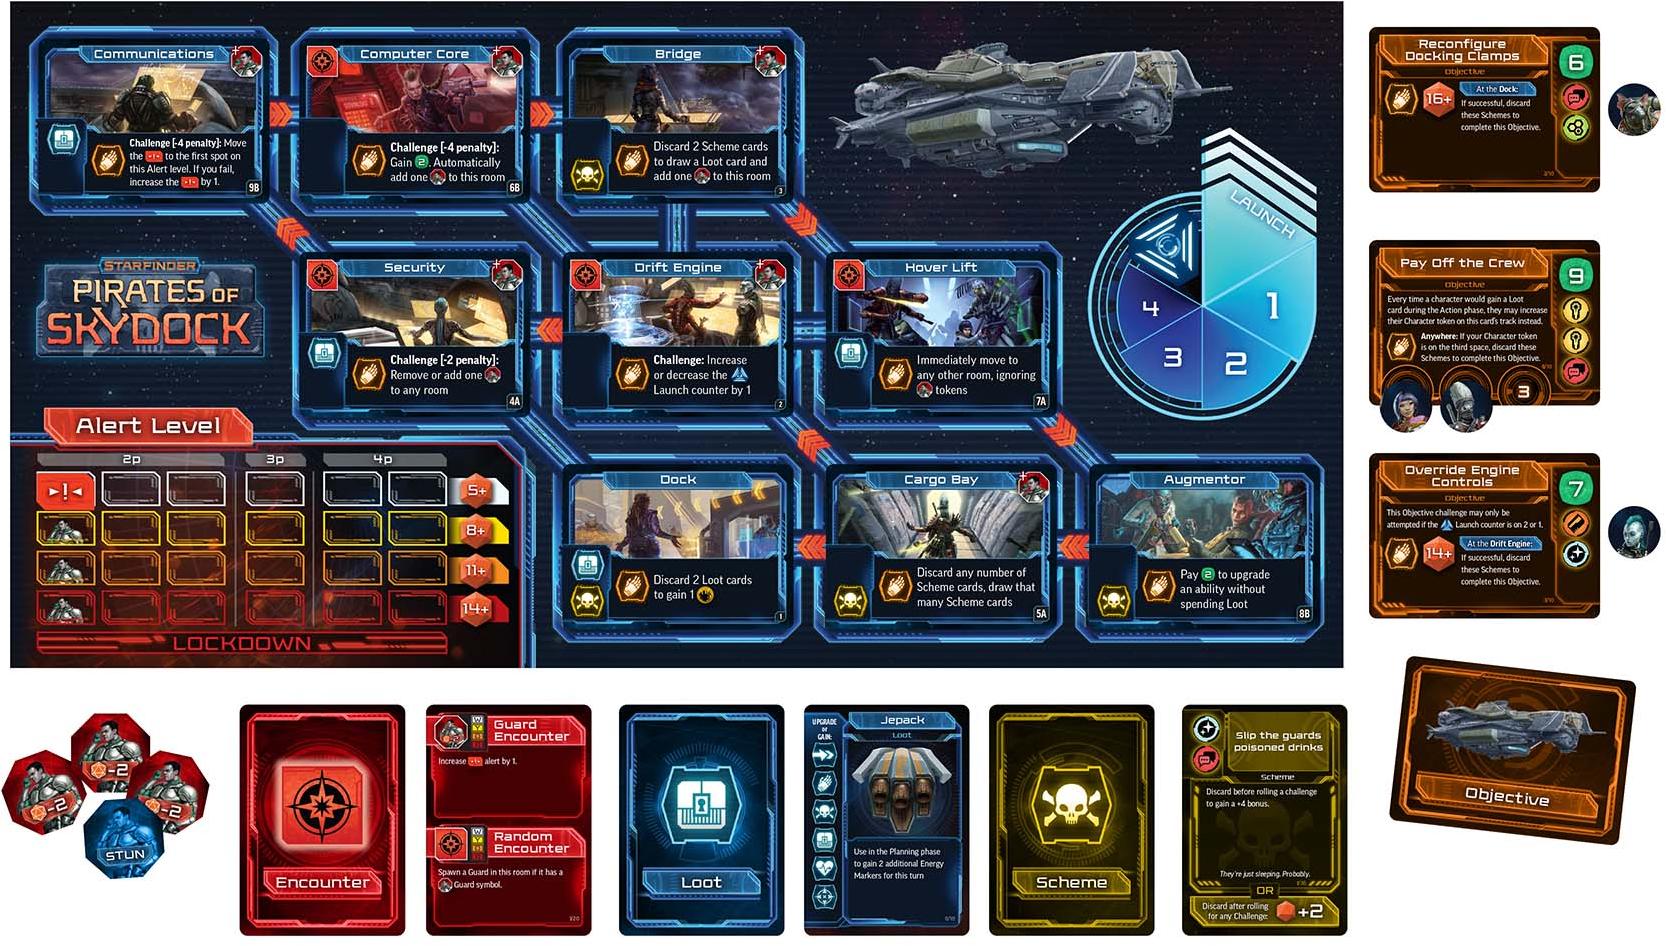 Communications
Challenge [-4 penalty]: Move
the to the first spot on
this Alert level. If you fail,
increase the by 1.
9B
Computer Core
Challenge [-4 penalty]:
Gain 2. Automatically
add one to this room
6B
Bridge
Discard 2 Scheme cards
to draw a Loot card and
add one to this room
3
STARFINDER
PIRATES OF
SKYDOCK
Security
Challenge [-2 penalty]:
Remove or add one
to any room
4A
Drift Engine
Challenge: Increase
or decrease the
Launch counter by 1
2
Hover Lift
Immediately move to
any other room, ignoring
tokens
7A
LAUNCH
1
2
3
4
Alert Level
2p
3p
4p
!
5+
8+
11+
14+
LOCKDOWN
Dock
Discard 2 Loot cards
to gain 1
1
Cargo Bay
Discard any number of
Scheme cards, draw that
many Scheme cards
5A
Augmentor
Pay 2 to upgrade
an ability without
spending Loot
8B
Reconfigure
Docking Clamps
Objective
6
16+
At the Dock:
If successful, discard
these Schemes to
complete this Objective.
Pay Off the Crew
Objective
9
Every time a character would gain a Loot
card during the Action phase, they may increase
their Character token on this card's track instead.
Anywhere: If your Character token
is on the third space, discard these
Schemes to complete this Objective.
3
Override Engine
Controls
Objective
7
This Objective challenge may only be
attempted if the Launch counter is on 2 or 1.
14+
At the Drift Engine:
If successful, discard
these Schemes to
complete this Objective.
Objective
-2
-2
-2
STUN
Encounter
Guard
Encounter
Increase alert by 1.
Random
Encounter
Spawn a Guard in this room if it has a
Guard symbol.
Loot
UPGRADE
or
GAIN:
Jepack
Loot
Use in the Planning phase
to gain 2 additional Energy
Markers for this turn
Scheme
Slip the guards
poisoned drinks
Scheme
Discard before rolling a challenge
to gain a +4 bonus.
They're just sleeping. Probably.
OR
Discard after rolling
for any Challenge:
+2